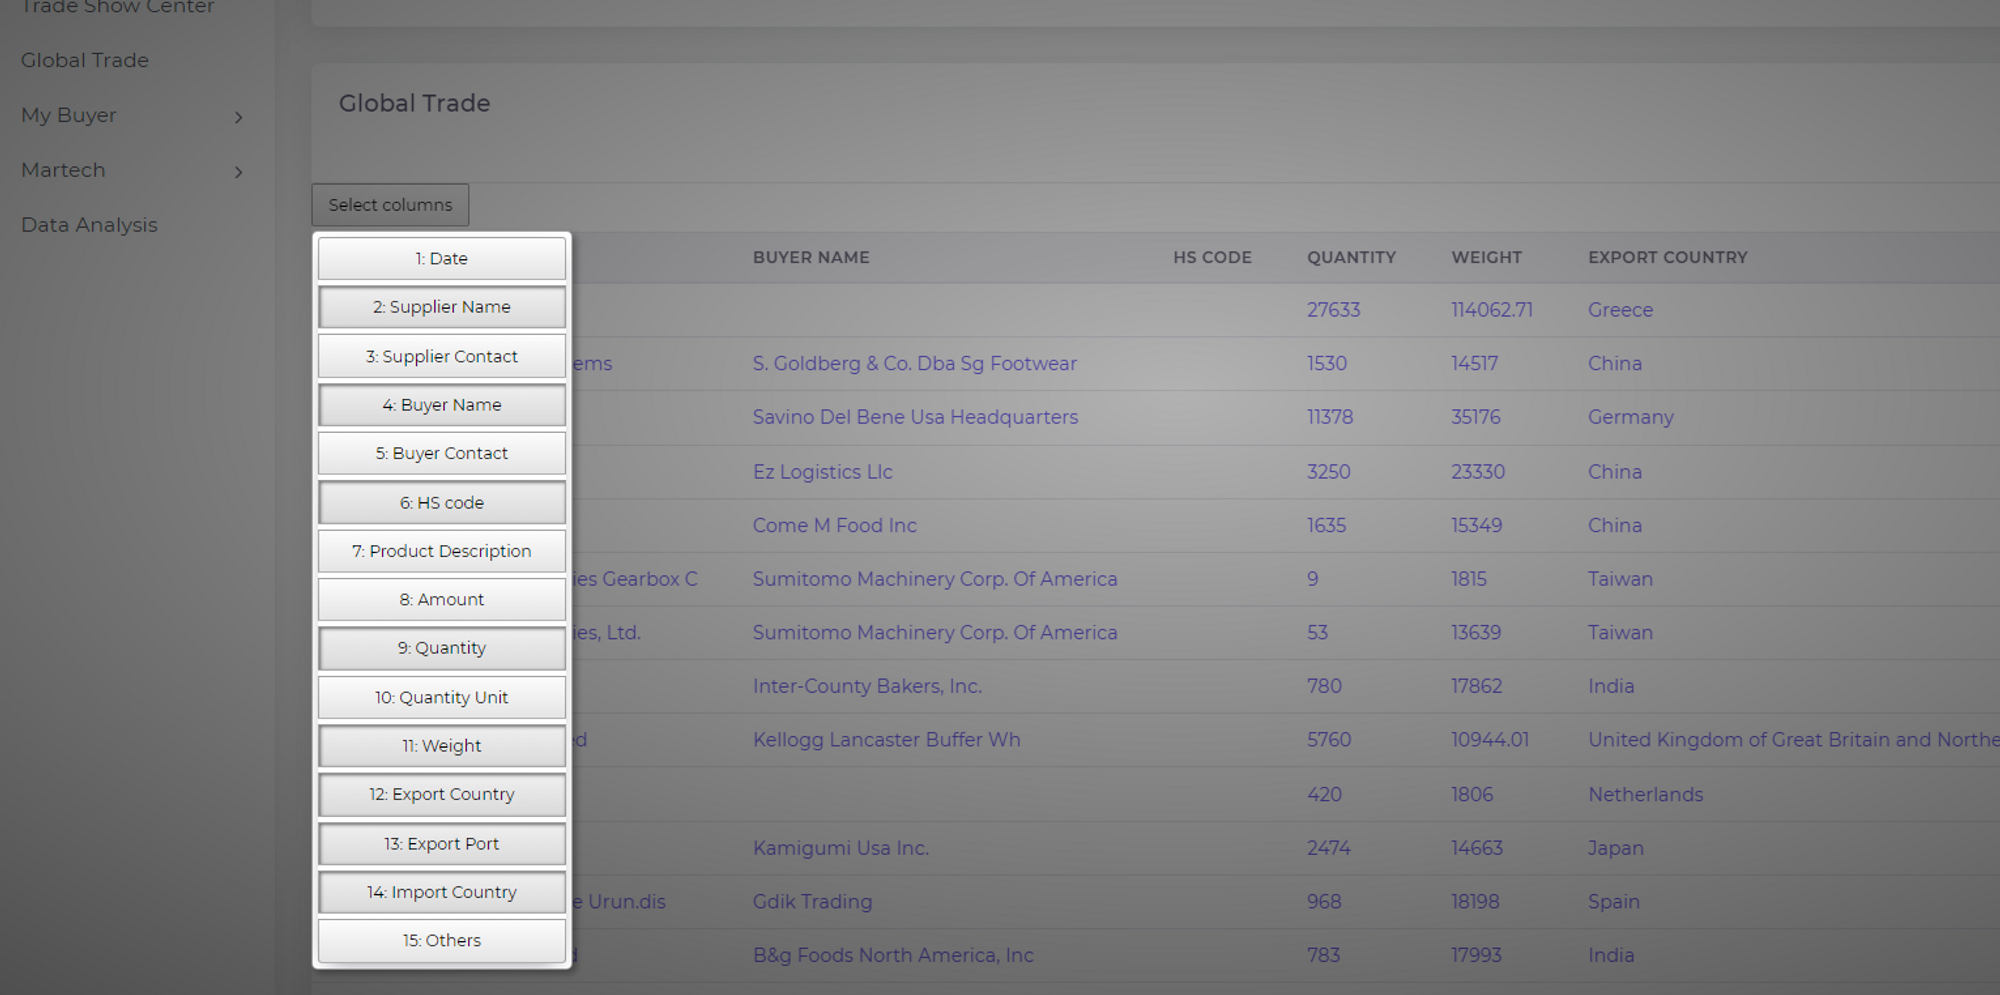 Trade Show Center
Global Trade
My Buyer
Martech
Data Analysis
Global Trade
Select columns
1: Date
2: Supplier Name
3: Supplier Contact
4: Buyer Name
5: Buyer Contact
6: HS code
7: Product Description
8: Amount
9: Quantity
10: Quantity Unit
11: Weight
12: Export Country
13: Export Port
14: Import Country
15: Others
BUYER NAME HS CODE QUANTITY WEIGHT EXPORT COUNTRY
27633 114062.71 Greece
ems S. Goldberg & Co. Dba Sg Footwear 1530 14517 China
Savino Del Bene Usa Headquarters 11378 35176 Germany
Ez Logistics Llc 3250 23330 China
Come M Food Inc 1635 15349 China
ies Gearbox C Sumitomo Machinery Corp. Of America 9 1815 Taiwan
ies, Ltd. Sumitomo Machinery Corp. Of America 53 13639 Taiwan
Inter-County Bakers, Inc. 780 17862 India
d Kellogg Lancaster Buffer Wh 5760 10944.01 United Kingdom of Great Britain and Northe
420 1806 Netherlands
Kamigumi Usa Inc. 2474 14663 Japan
e Urun.dis Gdik Trading 968 18198 Spain
d B&g Foods North America, Inc 783 17993 India